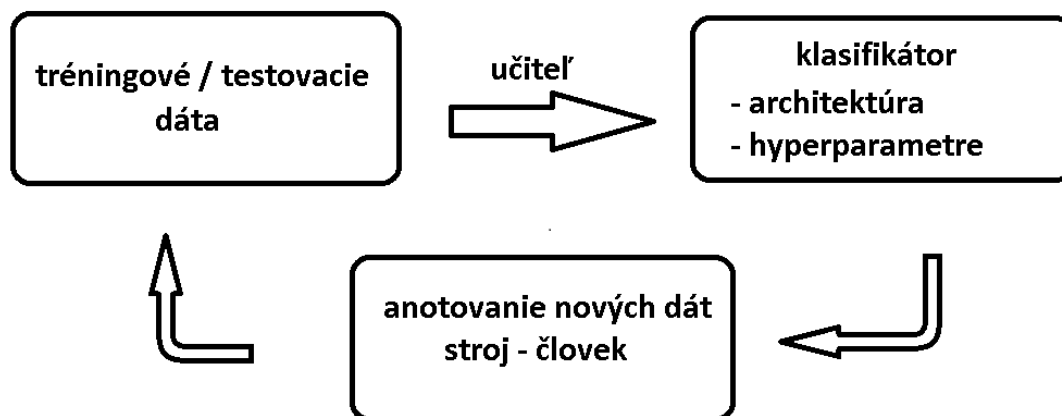 tréningové / testovacie
dáta
učiteľ
klasifikátor
- architektúra
- hyperparametre
anotovanie nových dát
stroj - človek